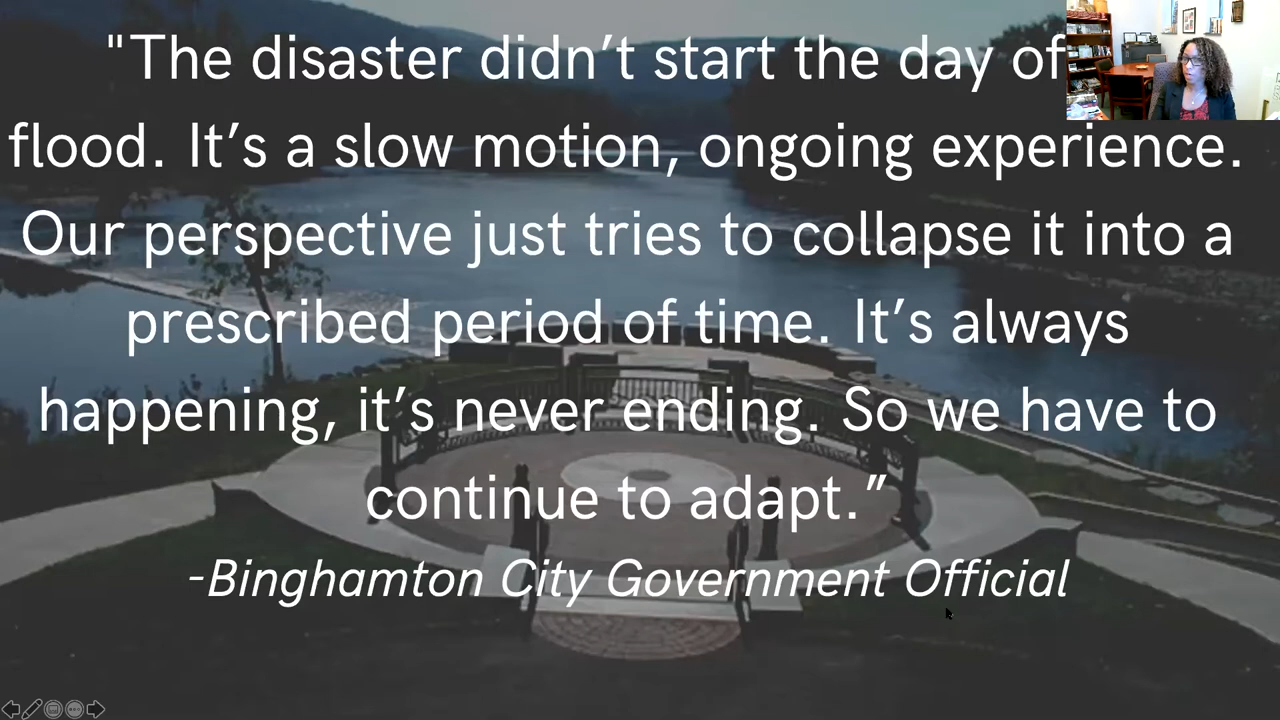 "The disaster didn’t start the day of
flood. It’s a slow motion, ongoing experience.
Our perspective just tries to collapse it into a
prescribed period of time. It’s always
happening, it’s never ending. So we have to
continue to adapt.”
-Binghamton City Government Official